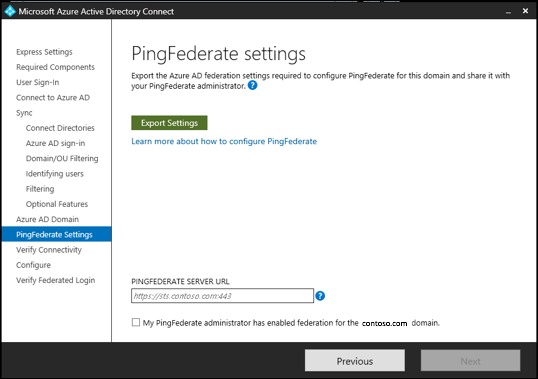 Microsoft Azure Active Directory Connect
Express Settings
Required Components
User Sign-In
Connect to Azure AD
Sync
Connect Directories
Azure AD sign-in
Domain/OU Filtering
Identifying users
Filtering
Optional Features
Azure AD Domain
PingFederate Settings
Verify Connectivity
Configure
Verify Federated Login
PingFederate settings
Export the Azure AD federation settings required to configure PingFederate for this domain and share it with
your PingFederate administrator. ?
Export Settings
Learn more about how to configure PingFederate
PINGFEDERATE SERVER URL
https://sts.contoso.com:443 ?
My PingFederate administrator has enabled federation for the contoso.com domain.
Previous
Next